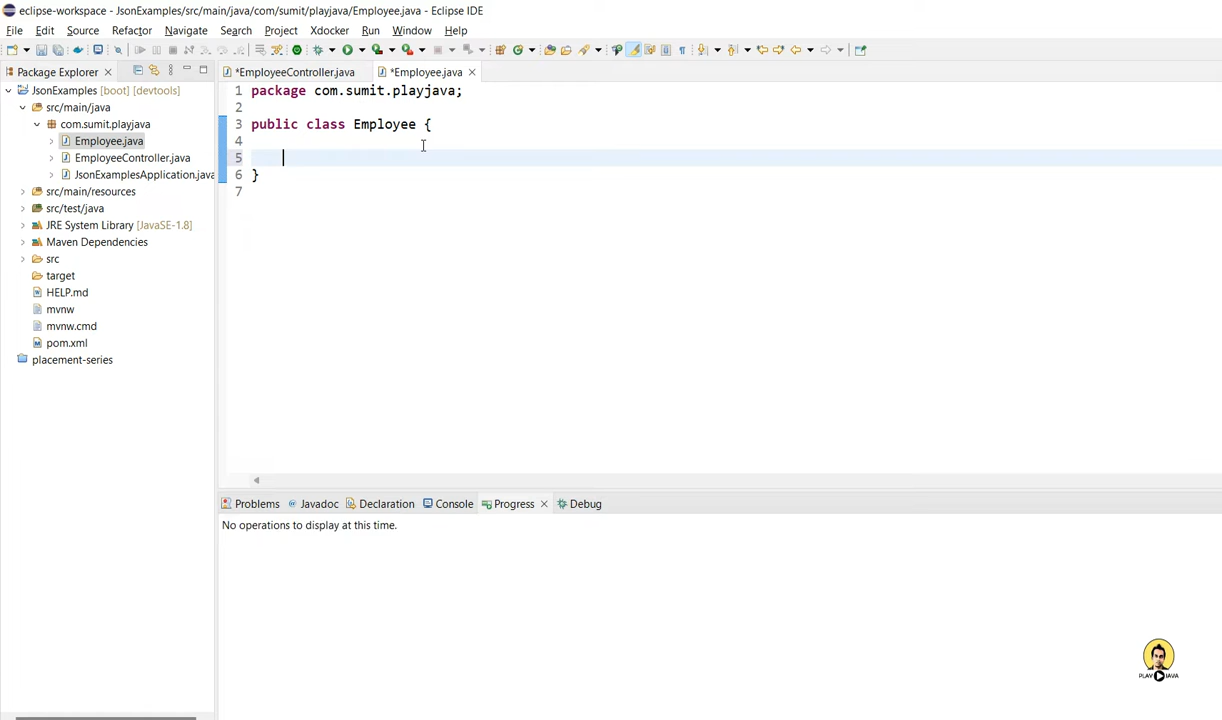 eclipse-workspace - JsonExamples/src/main/java/com/sumit/playjava/Employee.java - Eclipse IDE
File Edit Source Refactor Navigate Search Project Xdocker Run Window Help
Package Explorer
*EmployeeController.java
*Employee.java
JsonExamples [boot] [devtools]
src/main/java
com.sumit.playjava
Employee.java
EmployeeController.java
JsonExamplesApplication.java
src/main/resources
src/test/java
JRE System Library [JavaSE-1.8]
Maven Dependencies
src
target
HELP.md
mvnw
mvnw.cmd
pom.xml
placement-series
1 package com.sumit.playjava;
2
3 public class Employee {
4
5
6 }
7
Problems Javadoc Declaration Console Progress Debug
No operations to display at this time.
PLAY JAVA